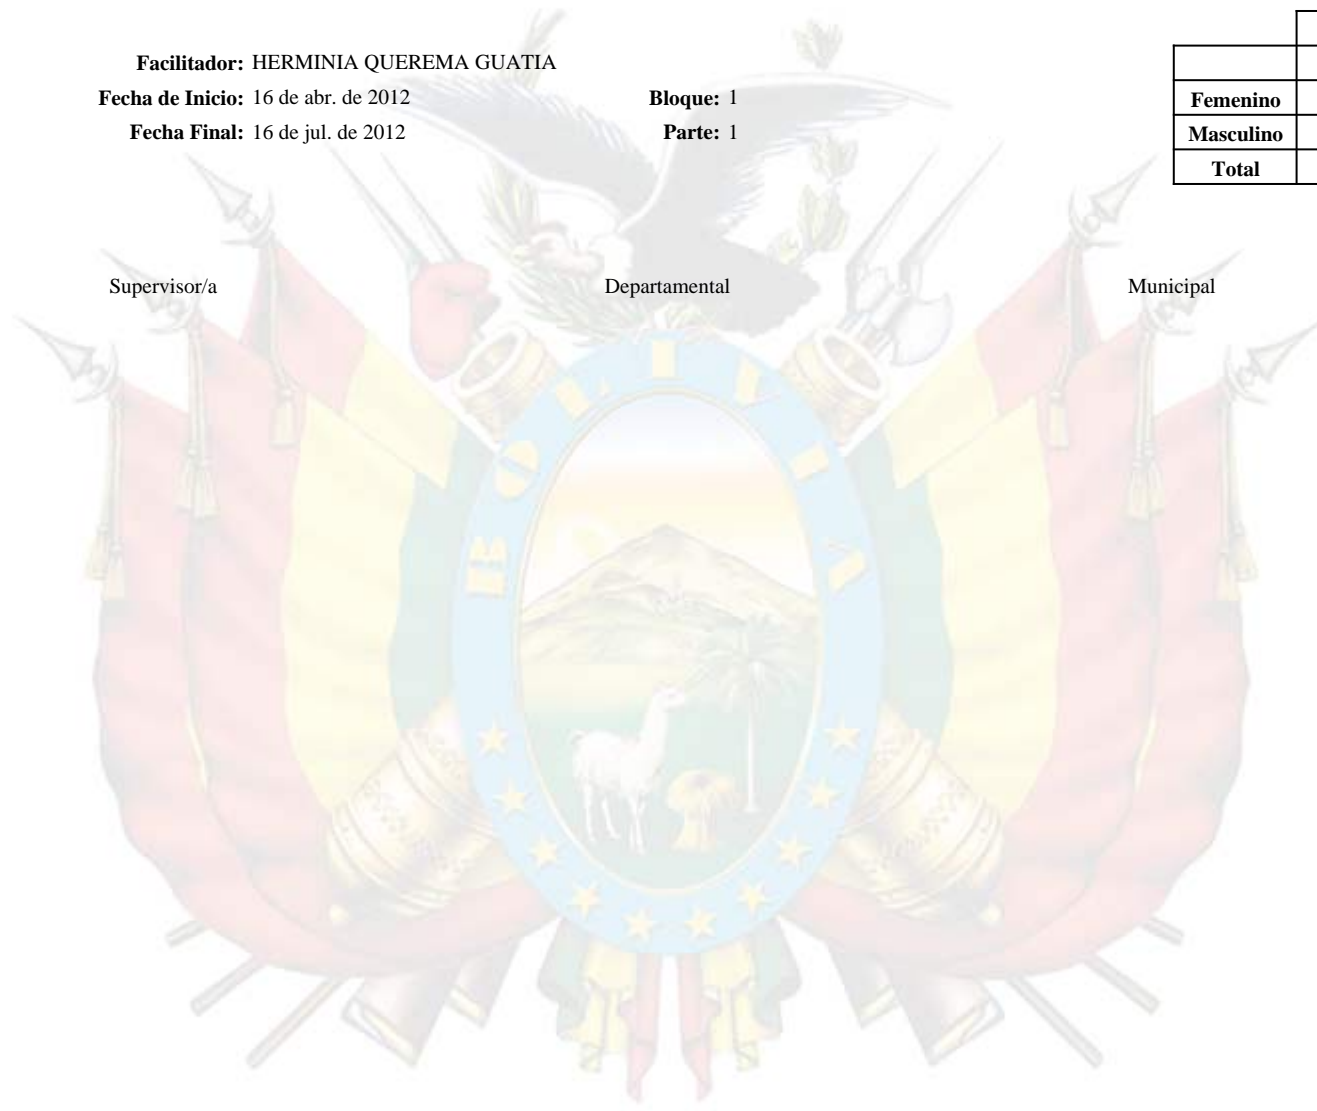 Facilitador: HERMINIA QUEREMA GUATIA
Fecha de Inicio: 16 de abr. de 2012 Bloque: 1
Fecha Final: 16 de jul. de 2012 Parte: 1
Femenino
Masculino
Total
Supervisor/a Departamental Municipal
BOLIVIA